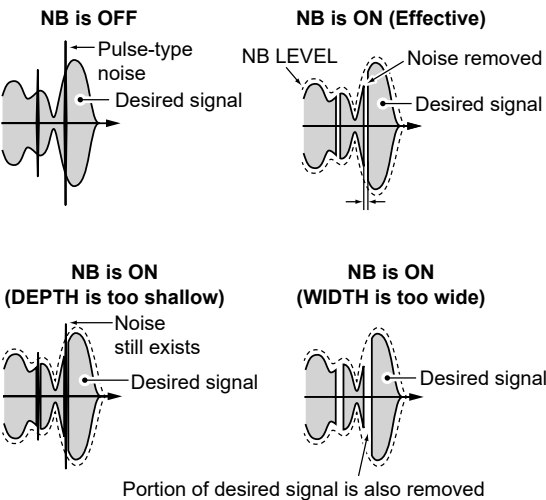 NB is OFF
Pulse-type
noise
Desired signal
NB is ON (Effective)
NB LEVEL
Noise removed
Desired signal
NB is ON
(DEPTH is too shallow)
Noise
still exists
Desired signal
NB is ON
(WIDTH is too wide)
Desired signal
Portion of desired signal is also removed